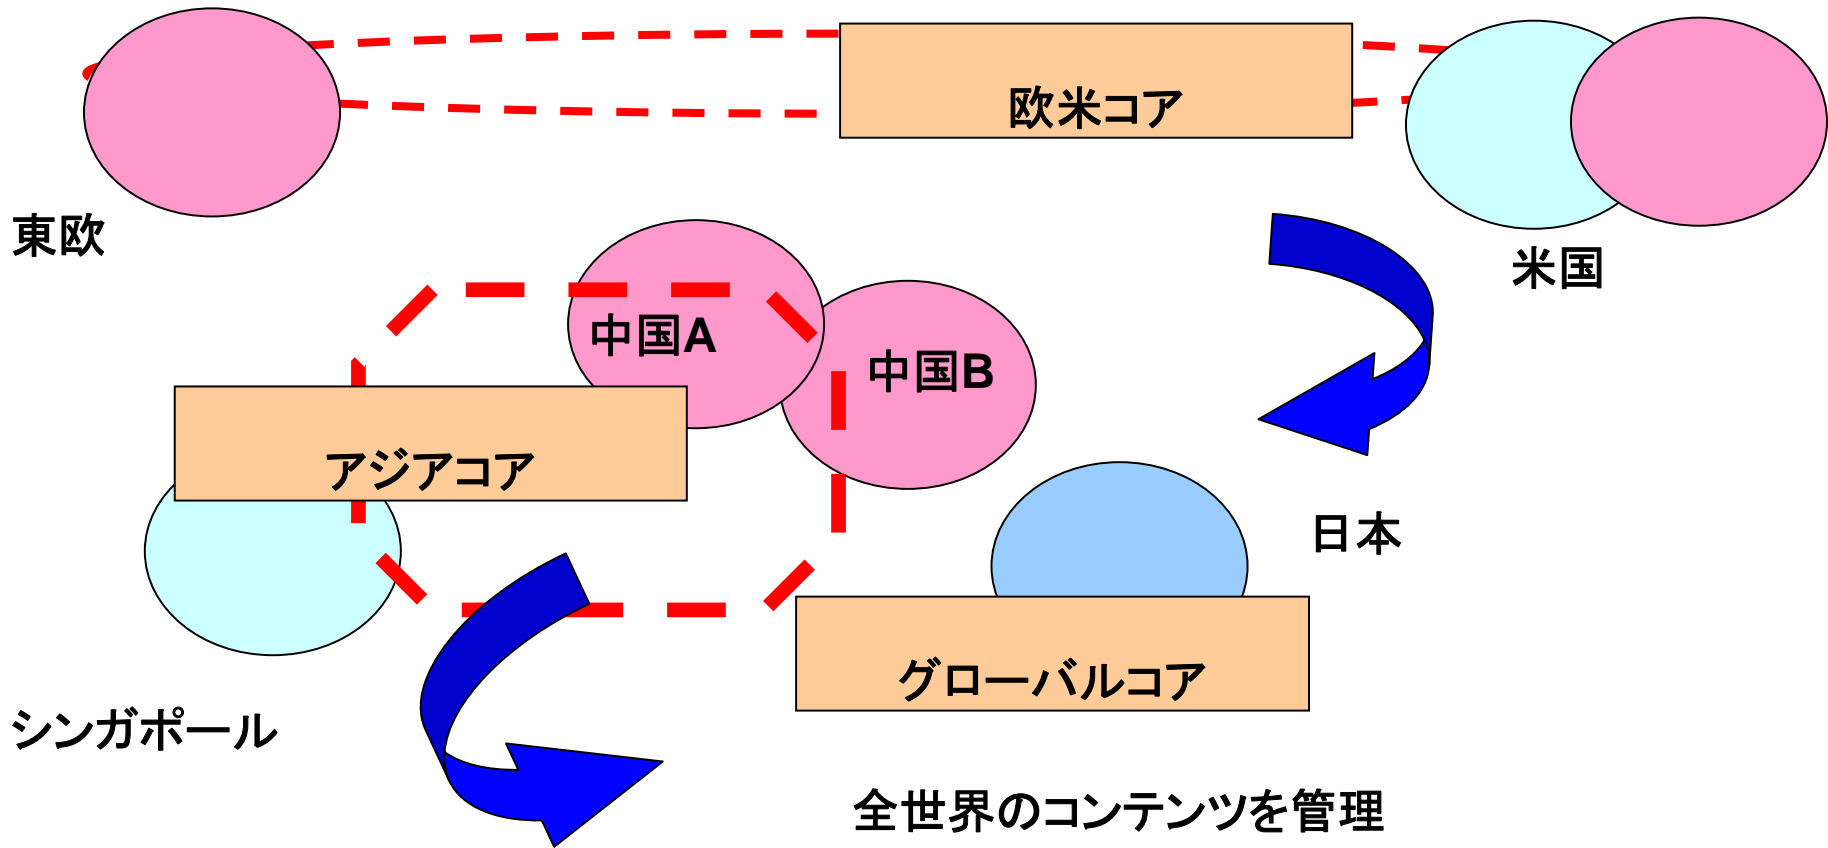 欧米コア
東欧
米国
中国A
中国B
アジアコア
日本
グローバルコア
シンガポール
全世界のコンテンツを管理